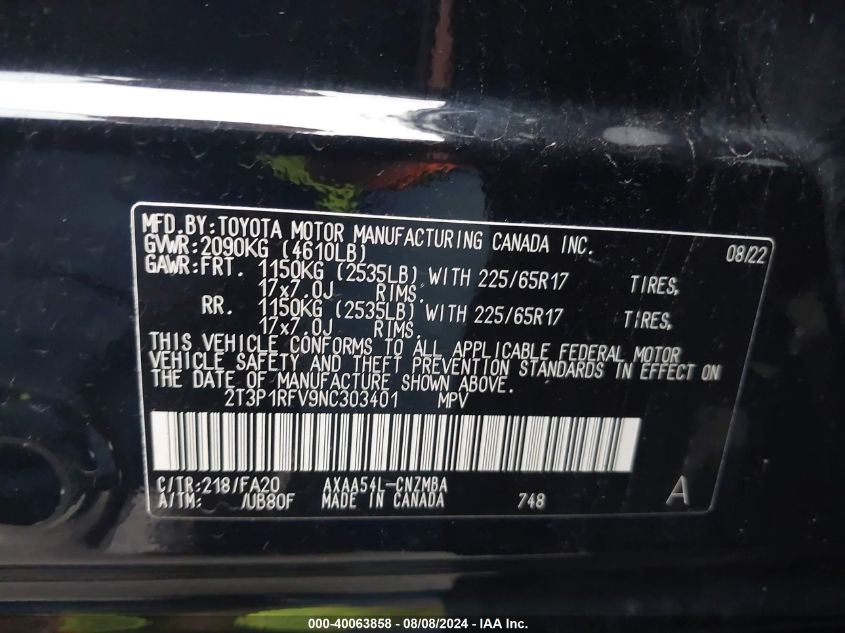 MFD.BY:TOYOTA MOTOR MANUFACTURING CANADA INC. 08/22
GVWR:2090KG (4610LB)
GAWR:FRT. 1150KG (2535LB) WITH 225/65R17 TIRES,
17x7.0J RIMS.
RR. 1150KG (2535LB) WITH 225/65R17 TIRES,
17x7.0J RIMS.
THIS VEHICLE CONFORMS TO ALL APPLICABLE FEDERAL MOTOR
VEHICLE SAFETY AND THEFT PREVENTION STANDARDS IN EFFECT ON
THE DATE OF MANUFACTURE SHOWN ABOVE.
2T3P1RFV9NC303401 MPV
C/TR:218/FA20 AXAA54L-CNZMBA
A/TM: /UB80F MADE IN CANADA 748 A
000-40063858 - 08/08/2024 - IAA Inc.